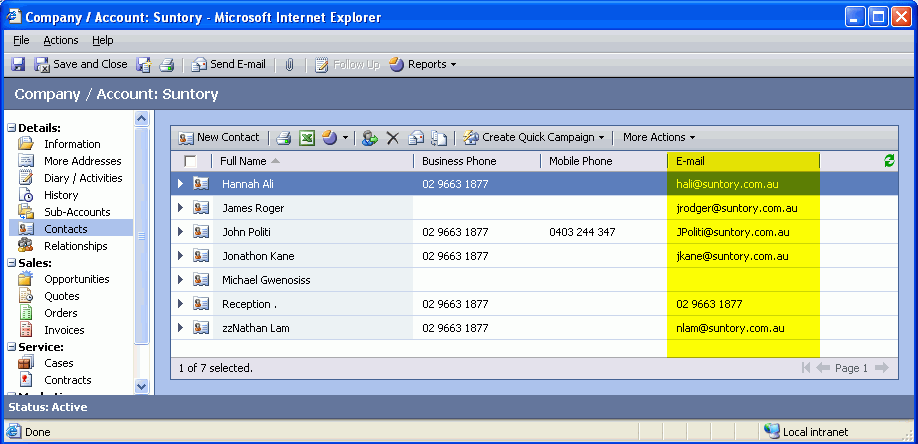 Company / Account: Suntory - Microsoft Internet Explorer
File Actions Help
Save and Close Send E-mail Follow Up Reports
Company / Account: Suntory
Details:
Information
More Addresses
Diary / Activities
History
Sub-Accounts
Contacts
Relationships
Sales:
Opportunities
Quotes
Orders
Invoices
Service:
Cases
Contracts
New Contact Create Quick Campaign More Actions
Full Name Business Phone Mobile Phone E-mail
Hannah Ali 02 9663 1877 hali@suntory.com.au
James Roger jrodger@suntory.com.au
John Politi 02 9663 1877 0403 244 347 JPoliti@suntory.com.au
Jonathon Kane 02 9663 1877 jkane@suntory.com.au
Michael Gwenosiss
Reception . 02 9663 1877 02 9663 1877
zzNathan Lam 02 9663 1877 nlam@suntory.com.au
1 of 7 selected. Page 1
Status: Active
Done Local intranet